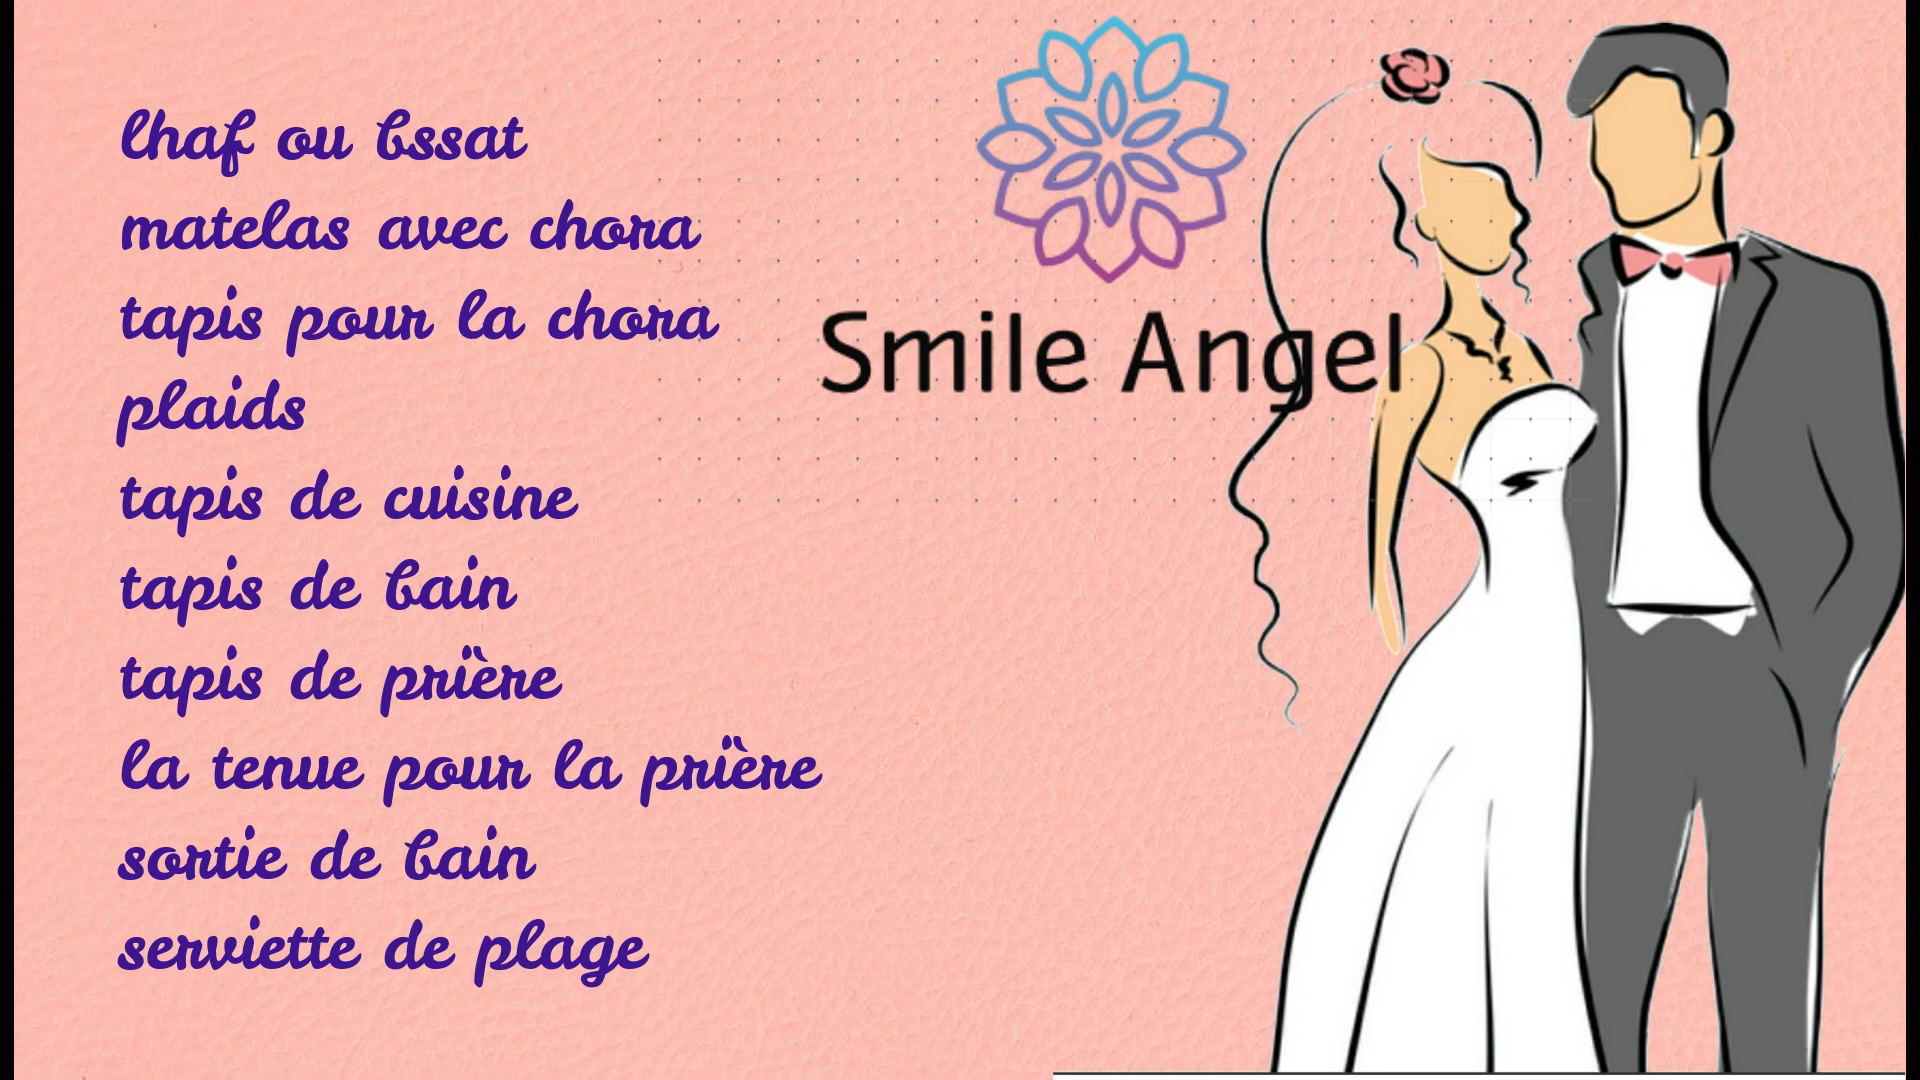 lhaf ou bssat
matelas avec chora
tapis pour la chora
plaids
tapis de cuisine
tapis de bain
tapis de prière
la tenue pour la prière
sortie de bain
serviette de plage
Smile Angel